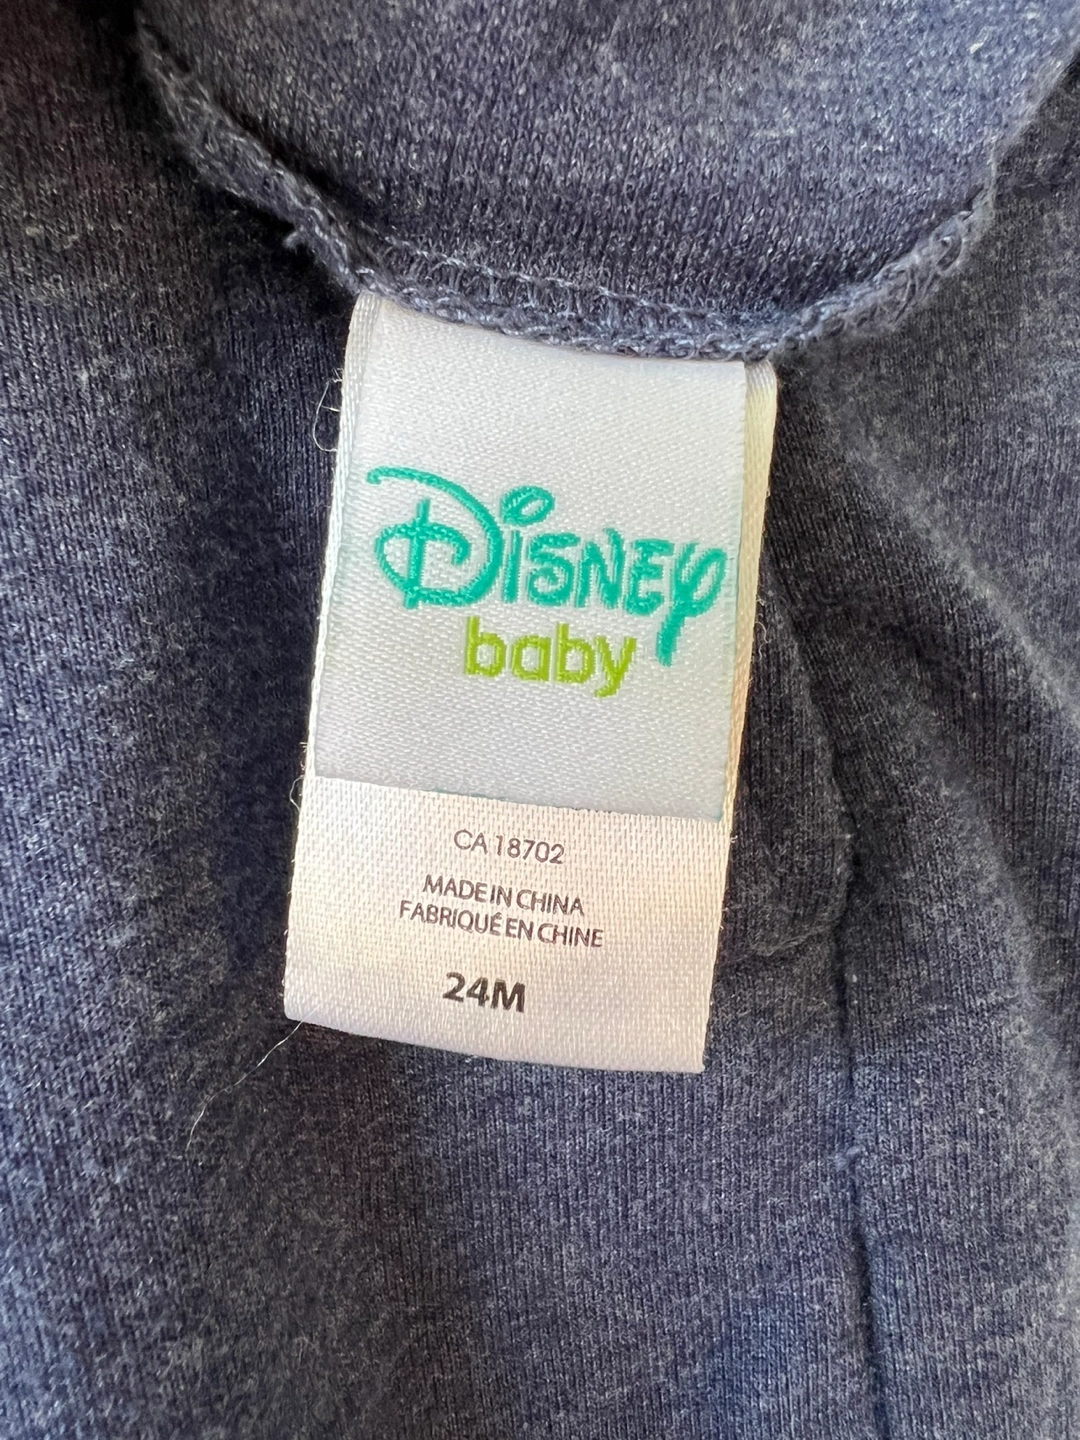 Disney
baby
CA 18702
MADE IN CHINA
FABRIQUÉ EN CHINE
24M